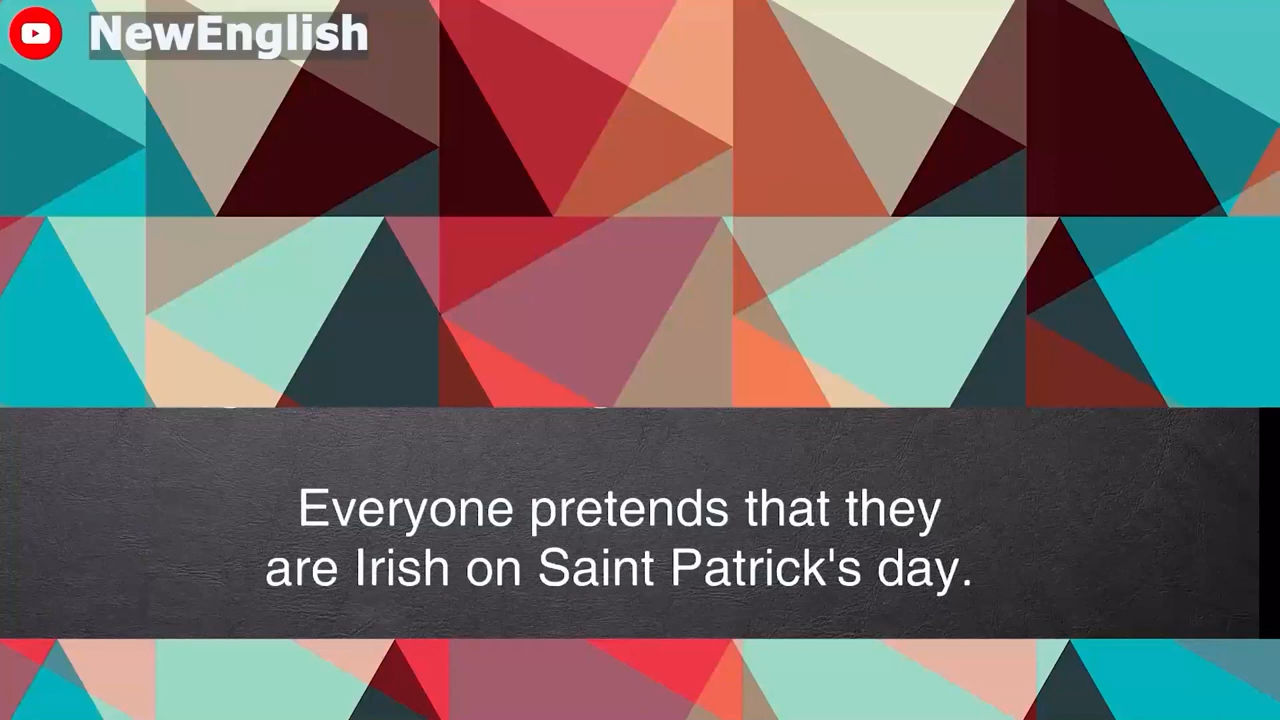 NewEnglish
Everyone pretends that they
are Irish on Saint Patrick's day.